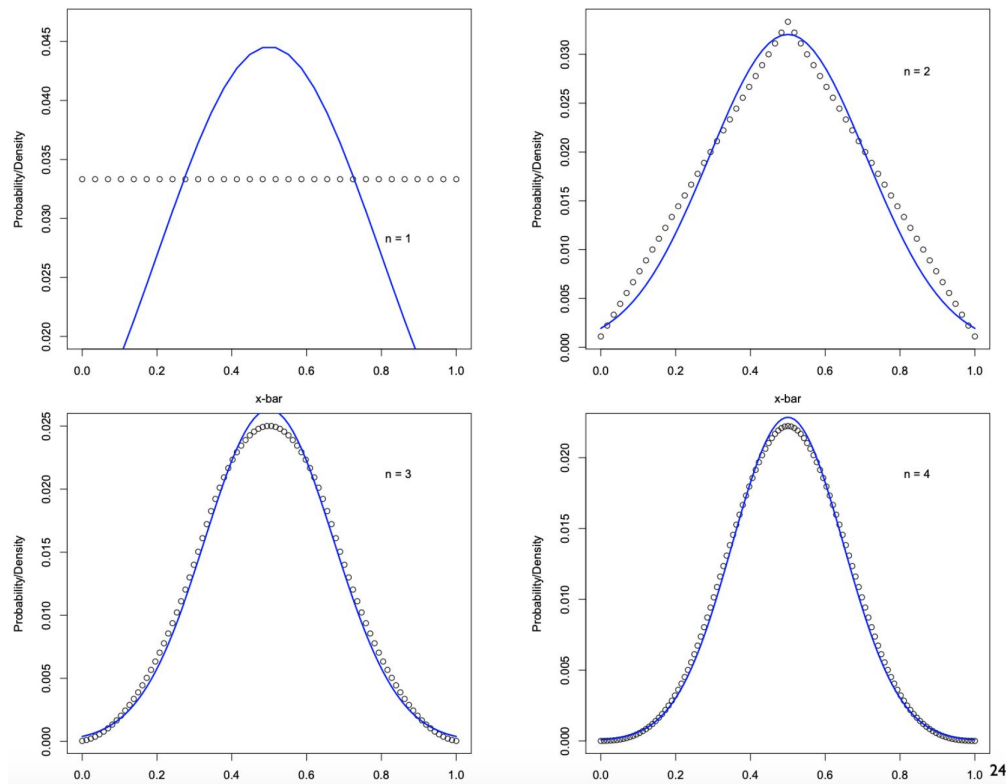 Probability/Density
0.020 0.025 0.030 0.035 0.040 0.045
n = 1
0.0 0.2 0.4 0.6 0.8 1.0
x-bar
Probability/Density
0.000 0.005 0.010 0.015 0.020 0.025 0.030
n = 2
0.0 0.2 0.4 0.6 0.8 1.0
x-bar
Probability/Density
0.000 0.005 0.010 0.015 0.020 0.025
n = 3
0.0 0.2 0.4 0.6 0.8 1.0
Probability/Density
0.000 0.005 0.010 0.015 0.020
n = 4
0.0 0.2 0.4 0.6 0.8 1.0
24